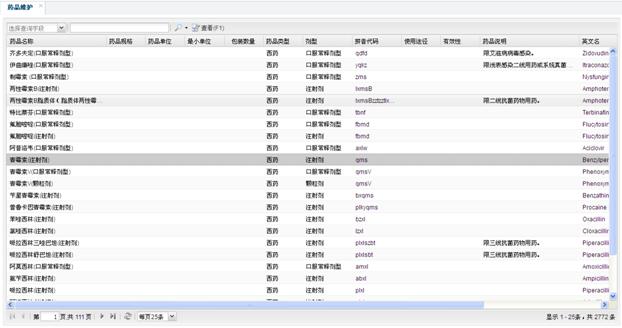 药品维护
选择查询字段 查看(F1)
药品名称 药品规格 药品单位 最小单位 包装数量 药品类型 剂型 拼音代码 使用途径 有效性 药品说明 英文名
齐多夫定(口服常释剂型) 西药 口服常释剂型 qdfd 限艾滋病病毒感染。 Zidovudin
伊曲康唑(口服常释剂型) 西药 口服常释剂型 yqkz 限浅表感染二线用药或系统真菌... Itraconazo
制霉素 (口服常释剂型) 西药 口服常释剂型 zms Nysfungin
两性霉素B(注射剂) 西药 注射剂 lxmsB Amphoter
两性霉素B脂质体 ( 脂质体两性霉... 西药 注射剂 限二线抗菌药物用药。 Amphoter
特比萘芬(口服常释剂型) 西药 口服常释剂型 tbnf Terbinafin
氟胞嘧啶(口服常释剂型) 西药 口服常释剂型 fbmd Flucytosin
氟胞嘧啶(注射剂) 西药 注射剂 fbmd Flucytosin
阿昔洛韦(口服常释剂型) 西药 口服常释剂型 axlw Aciclovir
青霉素(注射剂) 西药 注射剂 qms Benzylper
青霉素V(口服常释剂型) 西药 口服常释剂型 qmsV Phenoxym
青霉素V(颗粒剂) 西药 颗粒剂 qmsV Phenoxym
苄星青霉素(注射剂) 西药 注射剂 bxqms Benzathin
普鲁卡因青霉素(注射剂) 西药 注射剂 plkyqms Procaine
苯唑西林(注射剂) 西药 注射剂 bzxl Oxacillin
氯唑西林(注射剂) 西药 注射剂 lzxl Cloxacillin
哌拉西林三唑巴坦(注射剂) 西药 注射剂 plxlszbt 限三线抗菌药物用药。 Piperacilli
哌拉西林舒巴坦(注射剂) 西药 注射剂 plxlsbt 限三线抗菌药物用药。 Piperacilli
阿莫西林(口服常释剂型) 西药 口服常释剂型 amxl Amoxicilli
氨苄西林(注射剂) 西药 注射剂 abxl Ampicillin
哌拉西林(注射剂) 西药 注射剂 plxl Piperacilli
第 1 页,共 111 页 每页25条 显示 1 - 25条，共 2772 条